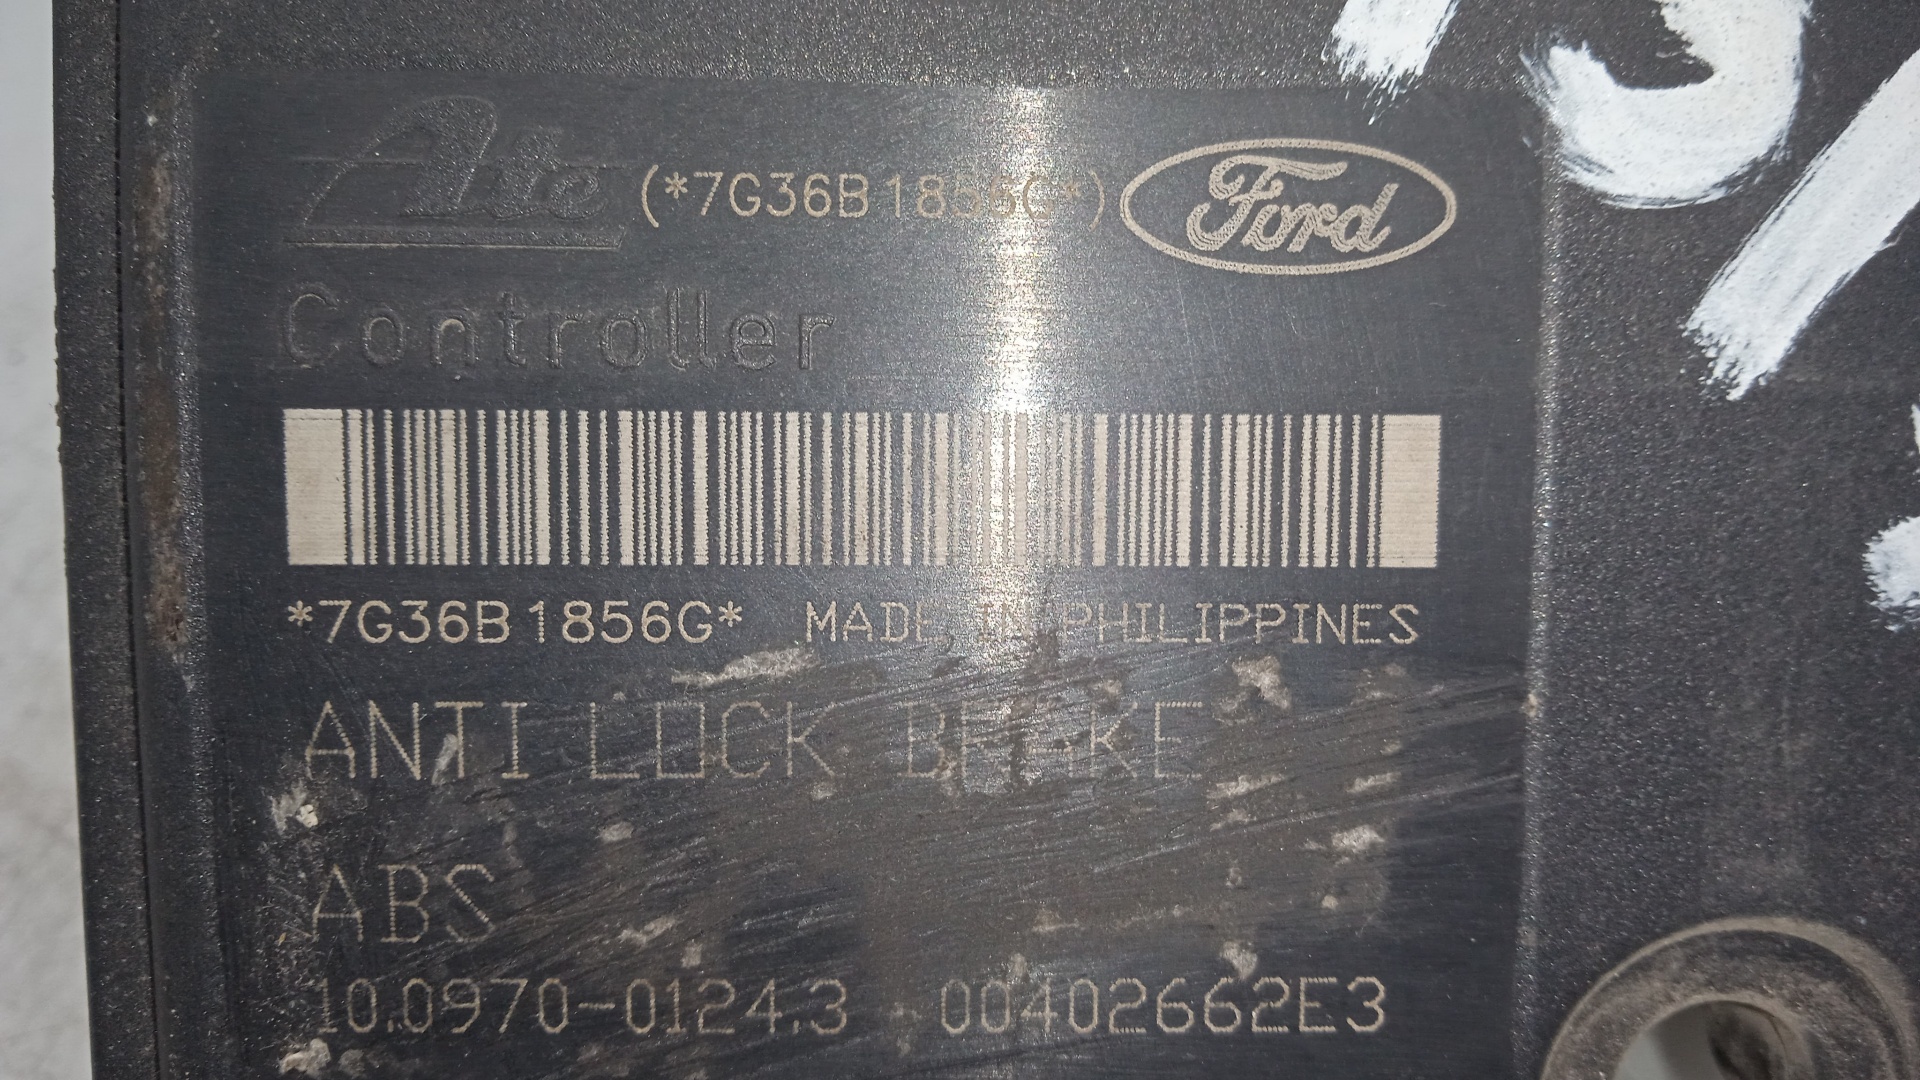 Ate (*7G36B1856G*) Ford
Controller
*7G36B1856G* MADE IN PHILIPPINES
ANTI LOCK BRAKE
ABS
10.0970-0124.3 00402662E3